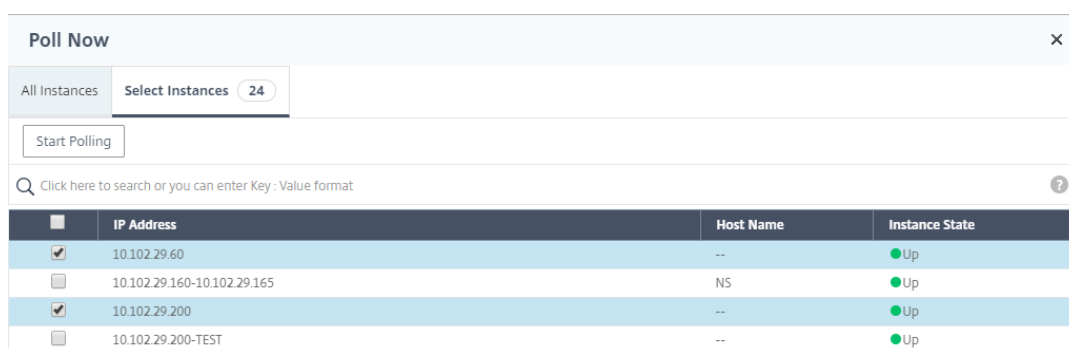 Poll Now ×
All Instances Select Instances 24
Start Polling
Click here to search or you can enter Key : Value format ?
IP Address Host Name Instance State
10.102.29.60 -- Up
10.102.29.160-10.102.29.165 NS Up
10.102.29.200 -- Up
10.102.29.200-TEST -- Up